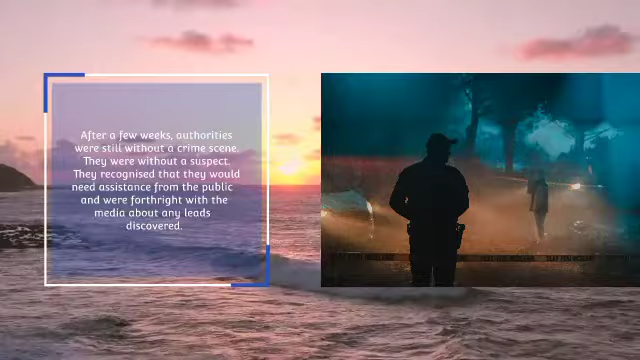 After a few weeks, authorities
were still without a crime scene.
They were without a suspect.
They recognised that they would
need assistance from the public
and were forthright with the
media about any leads
discovered.